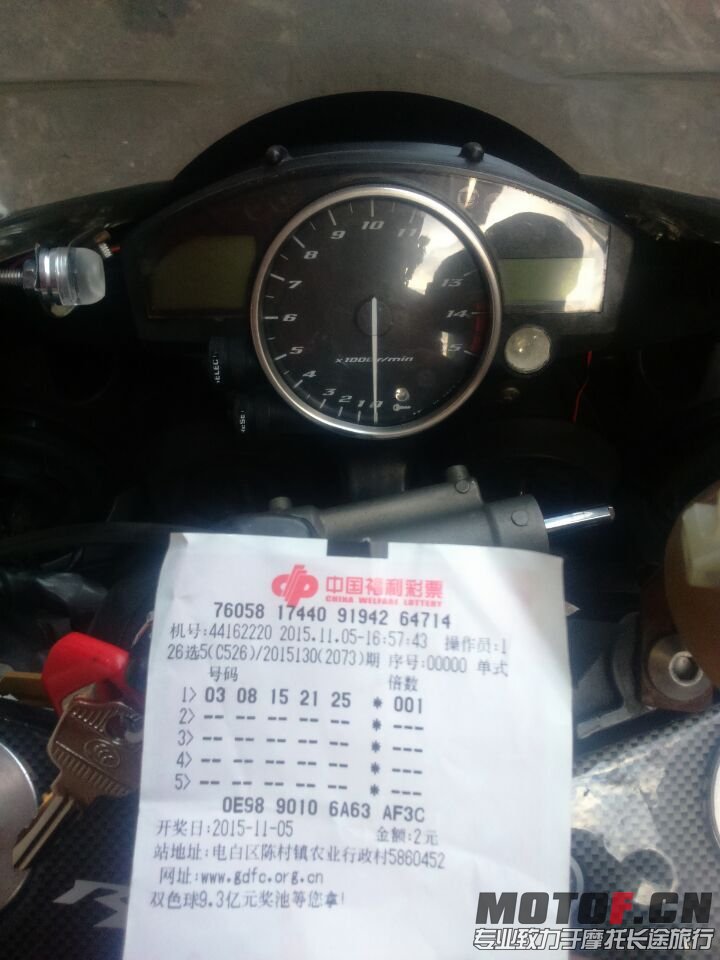 7
8
9
10
11
13
14
15
6
5
4
3
2
1
0
x1000r/min
SELECT
RESET
中国福利彩票
CHINA WELFARE LOTTERY
76058 17440 91942 64714
机号:44162220 2015.11.05-16:57:43 操作员:1
26选5(C526)/2015130(2073)期 序号:00000 单式
号码 倍数
1> 03 08 15 21 25 * 001
2> -- -- -- -- -- * ---
3> -- -- -- -- -- * ---
4> -- -- -- -- -- * ---
5> -- -- -- -- -- * ---
0E98 9010 6A63 AF3C
开奖日:2015-11-05 金额:2元
站地址:电白区陈村镇农业行政村5860452
网址:www.gdfc.org.cn
双色球9.3亿元奖池等您拿!
MOTOF.CN
专业致力于摩托长途旅行